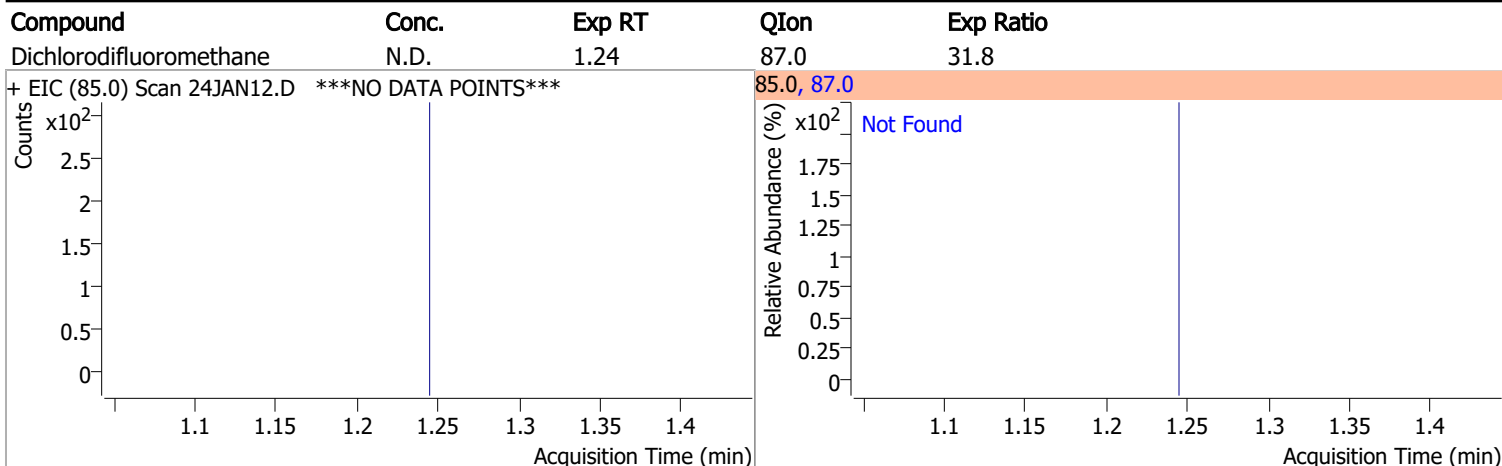 Compound Conc. Exp RT QIon Exp Ratio
Dichlorodifluoromethane N.D. 1.24 87.0 31.8
+ EIC (85.0) Scan 24JAN12.D ***NO DATA POINTS***
Counts
x10²
2.5
2
1.5
1
0.5
0
1.1 1.15 1.2 1.25 1.3 1.35 1.4
Acquisition Time (min)
85.0, 87.0
Relative Abundance (%)
x10²
Not Found
1.75
1.5
1.25
1
0.75
0.5
0.25
0
1.1 1.15 1.2 1.25 1.3 1.35 1.4
Acquisition Time (min)